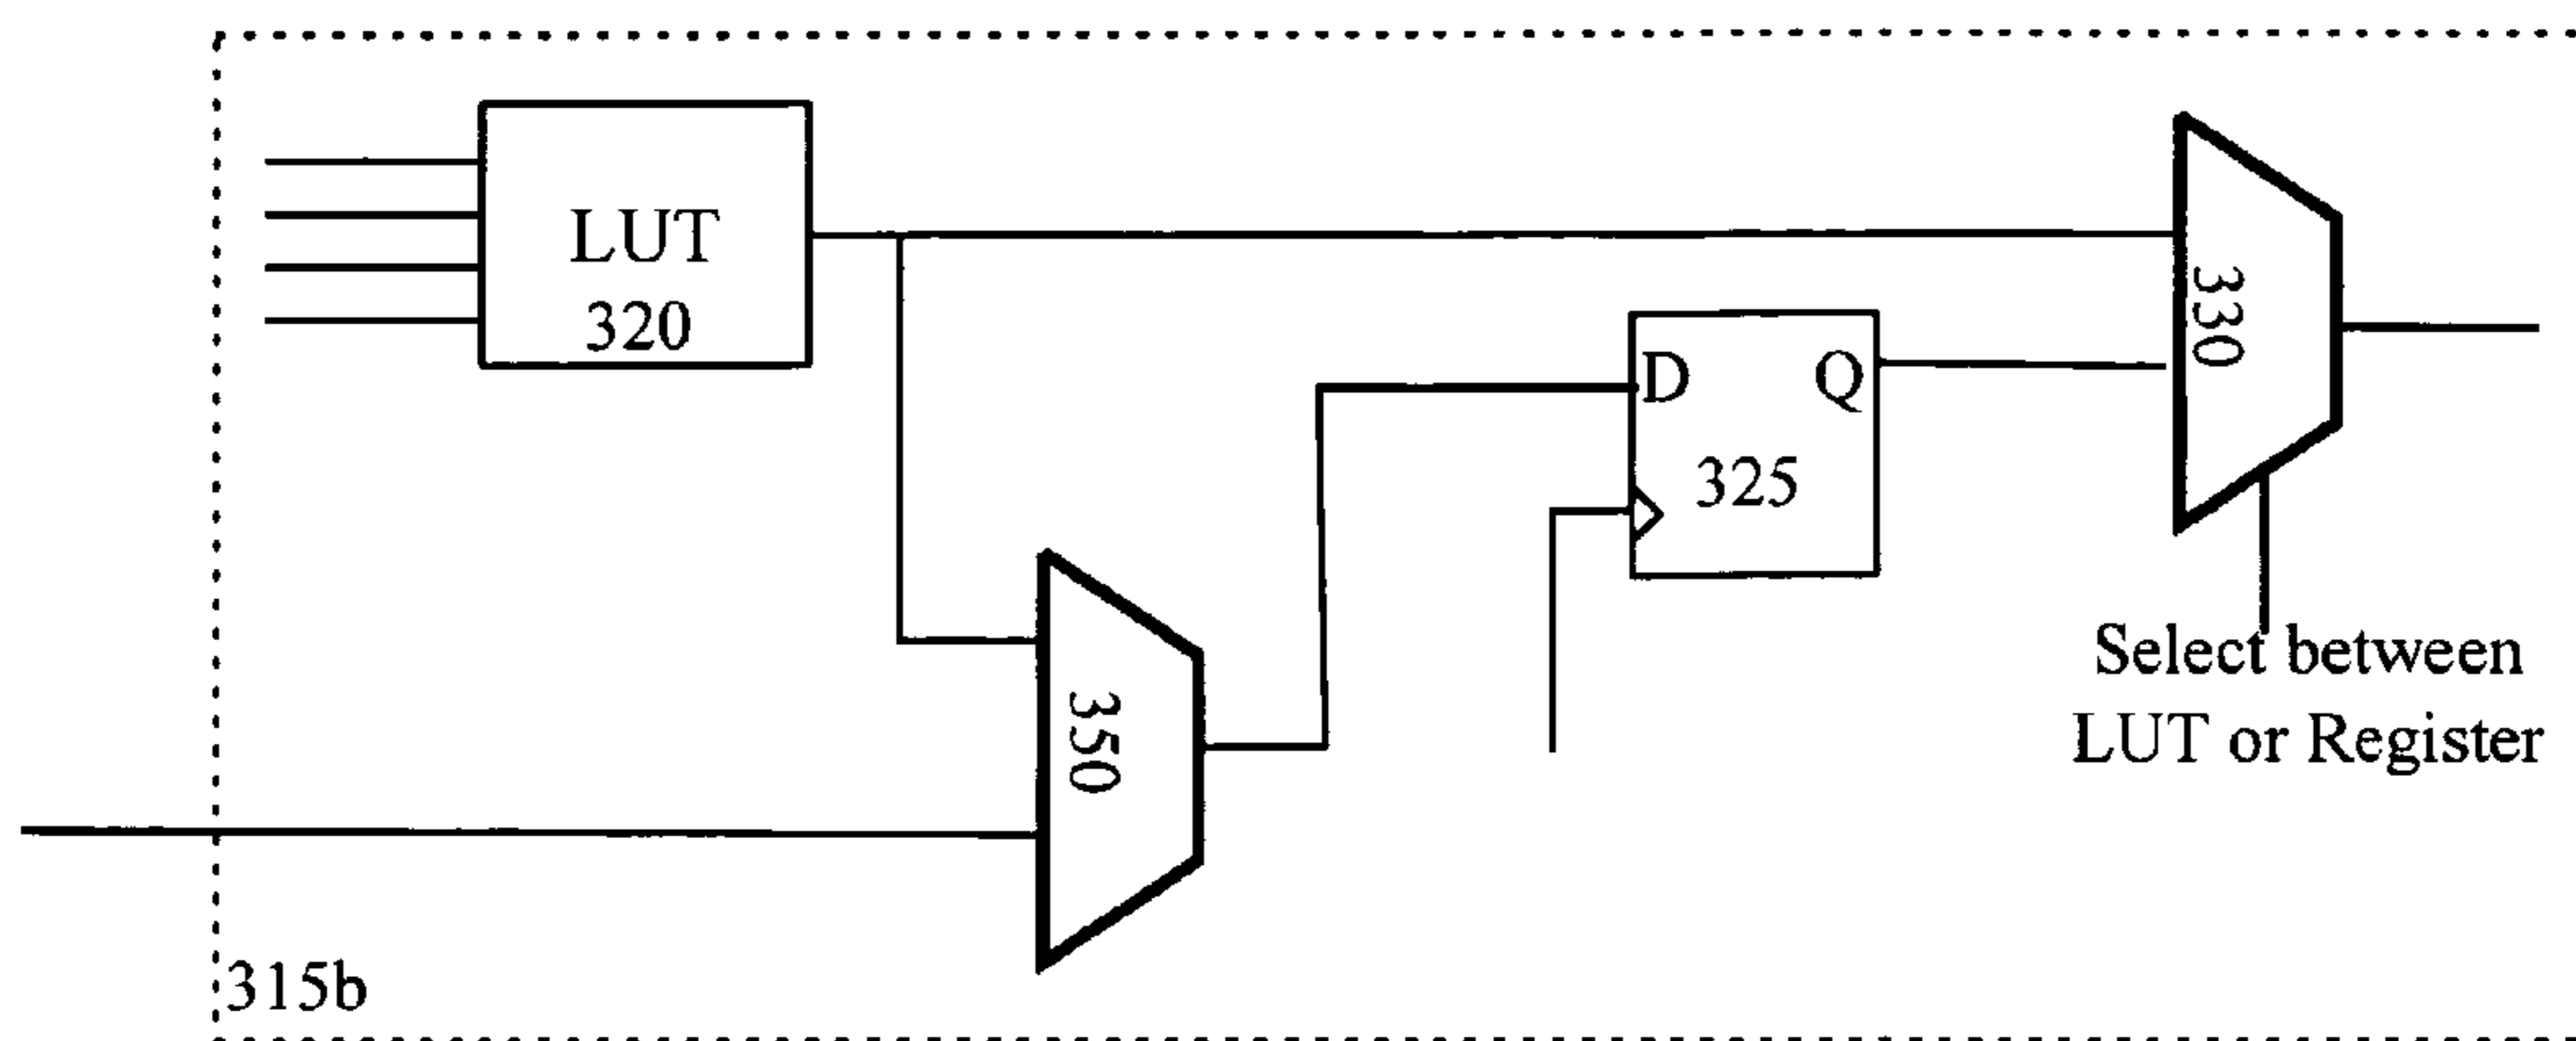 LUT
320
330
D
Q
325
350
Select between
LUT or Register
315b